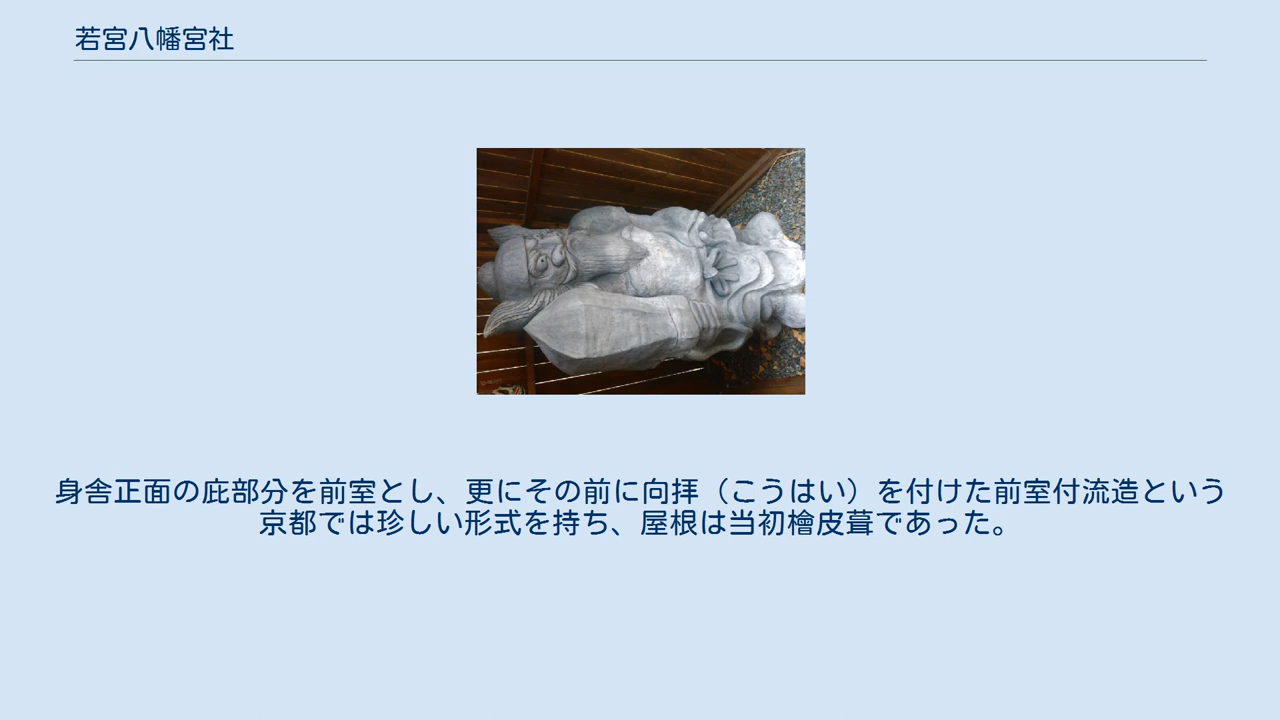 若宮八幡宮社
身舎正面の庇部分を前室とし、更にその前に向拝（こうはい）を付けた前室付流造という
京都では珍しい形式を持ち、屋根は当初檜皮葺であった。